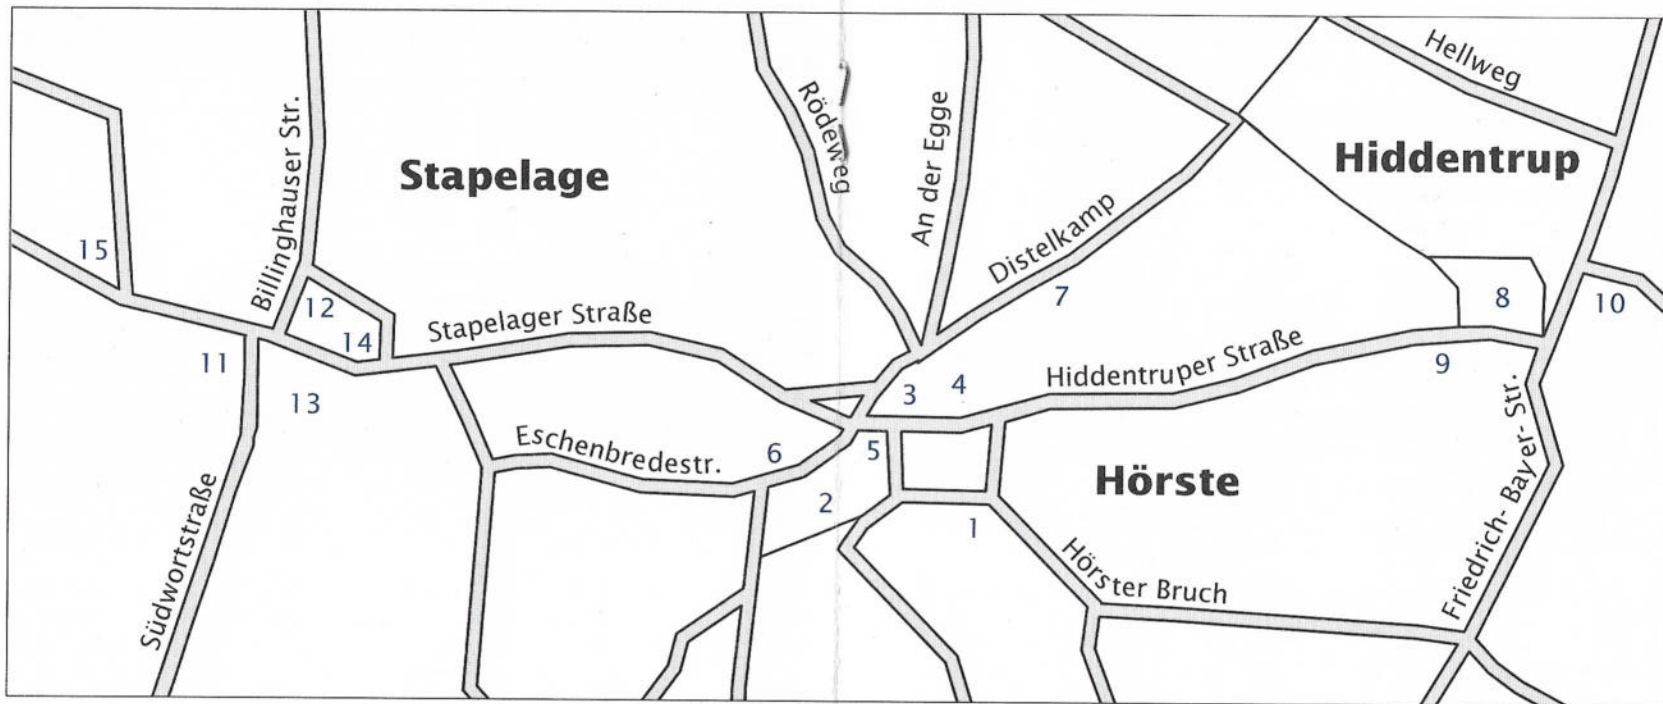 Hellweg
Rödeweg
An der Egge
Billinghauser Str.
Stapelage
Hiddentrup
Distelkamp
15
12
14
7
8
10
Stapelager Straße
11
13
3
4
Hiddentruper Straße
9
Friedrich-Bayer-Str.
Eschenbredestr.
6
5
Hörste
2
1
Südwortstraße
Hörster Bruch